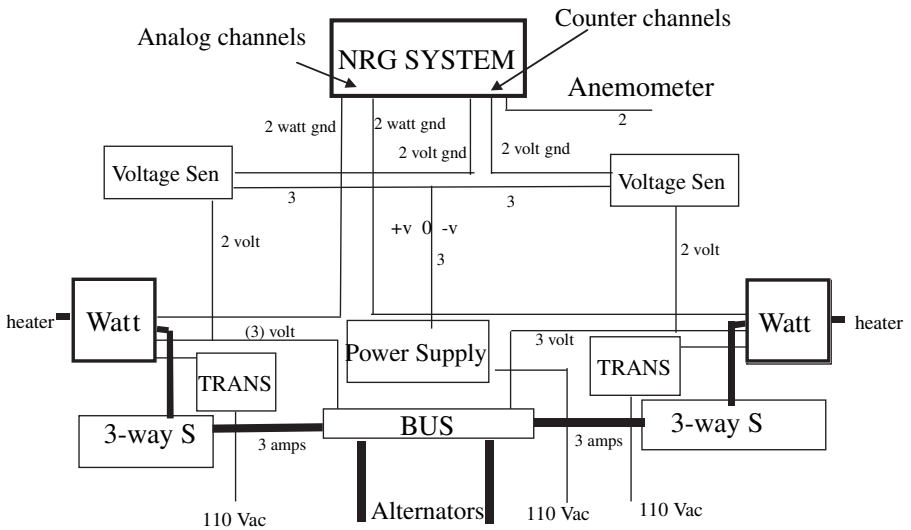 Counter channels
Analog channels
NRG SYSTEM
Anemometer
2
2 watt gnd
2 watt gnd
2 volt gnd
2 volt gnd
Voltage Sen
Voltage Sen
3
3
+v 0 -v
2 volt
2 volt
3
heater
Watt
Watt
heater
(3) volt
Power Supply
3 volt
TRANS
TRANS
3-way S
BUS
3-way S
3 amps
3 amps
110 Vac
Alternators
110 Vac
110 Vac